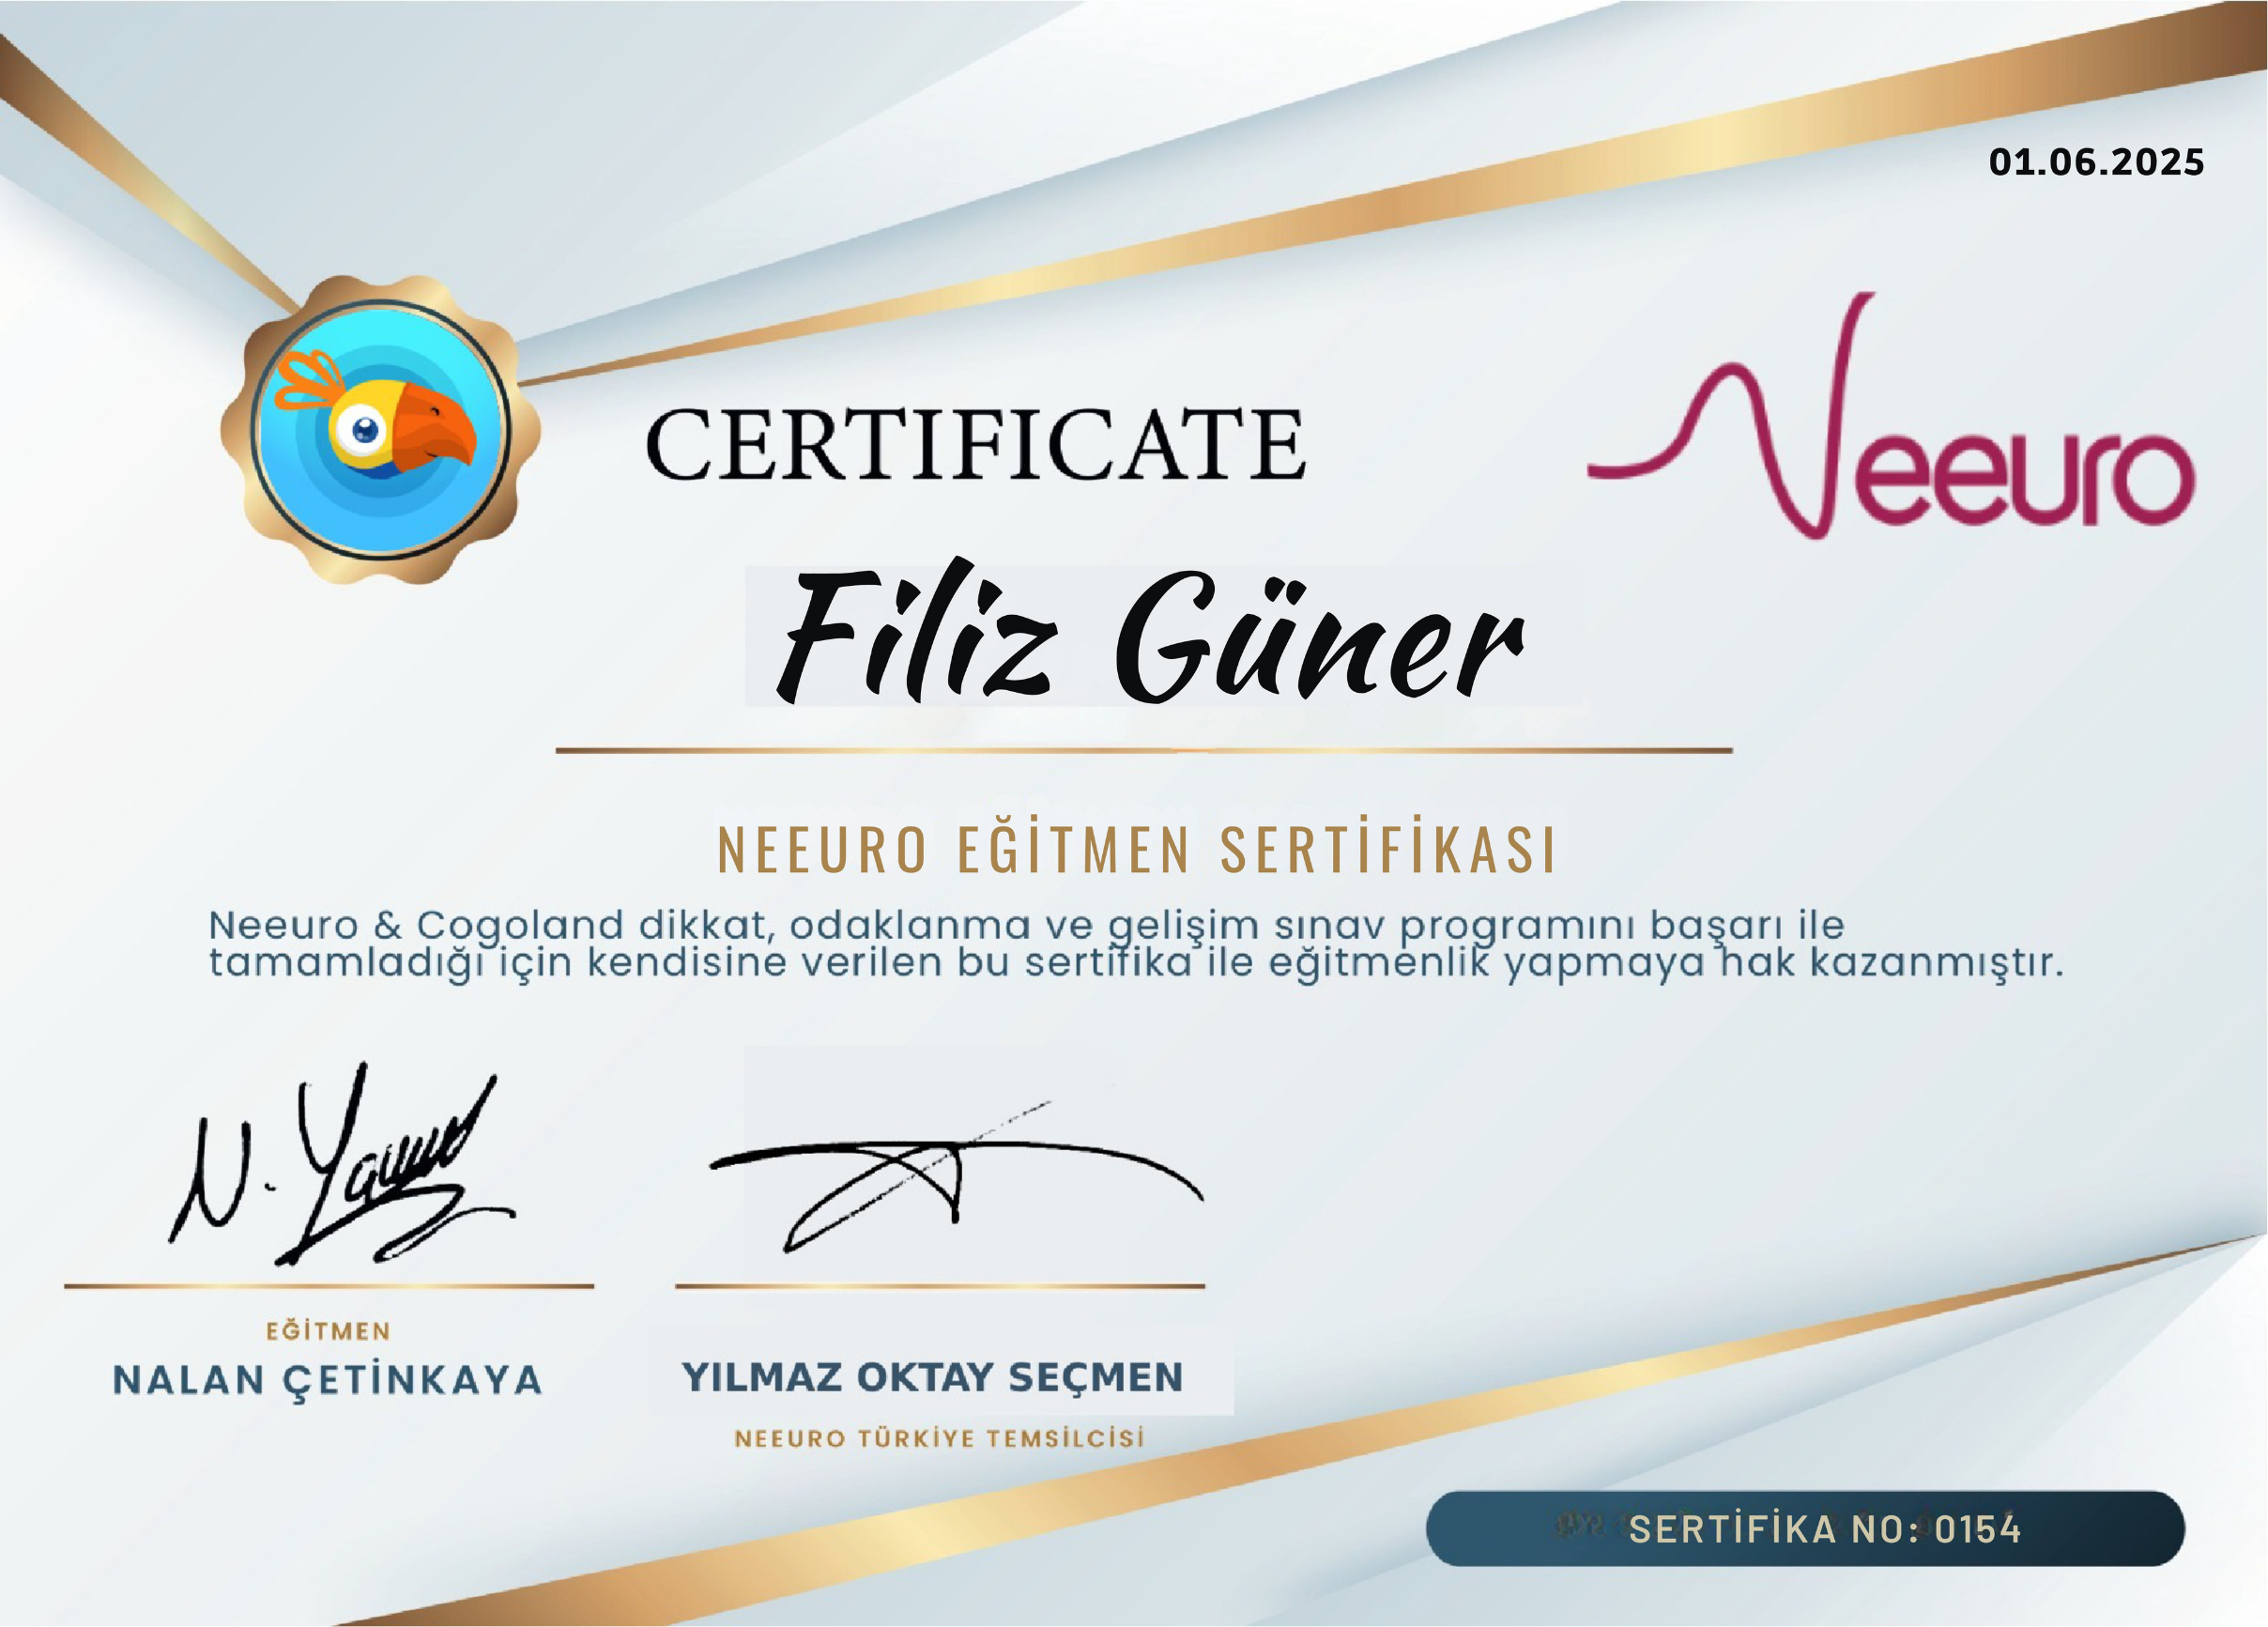 01.06.2025
CERTIFICATE
Neeuro
Filiz Güner
NEEURO EĞİTMEN SERTİFİKASI
Neeuro & Cogoland dikkat, odaklanma ve gelişim sınav programını başarı ile
tamamladığı için kendisine verilen bu sertifika ile eğitmenlik yapmaya hak kazanmıştır.
EĞİTMEN
NALAN ÇETİNKAYA
YILMAZ OKTAY SEÇMEN
NEEURO TÜRKİYE TEMSİLCİSİ
SERTİFİKA NO: 0154